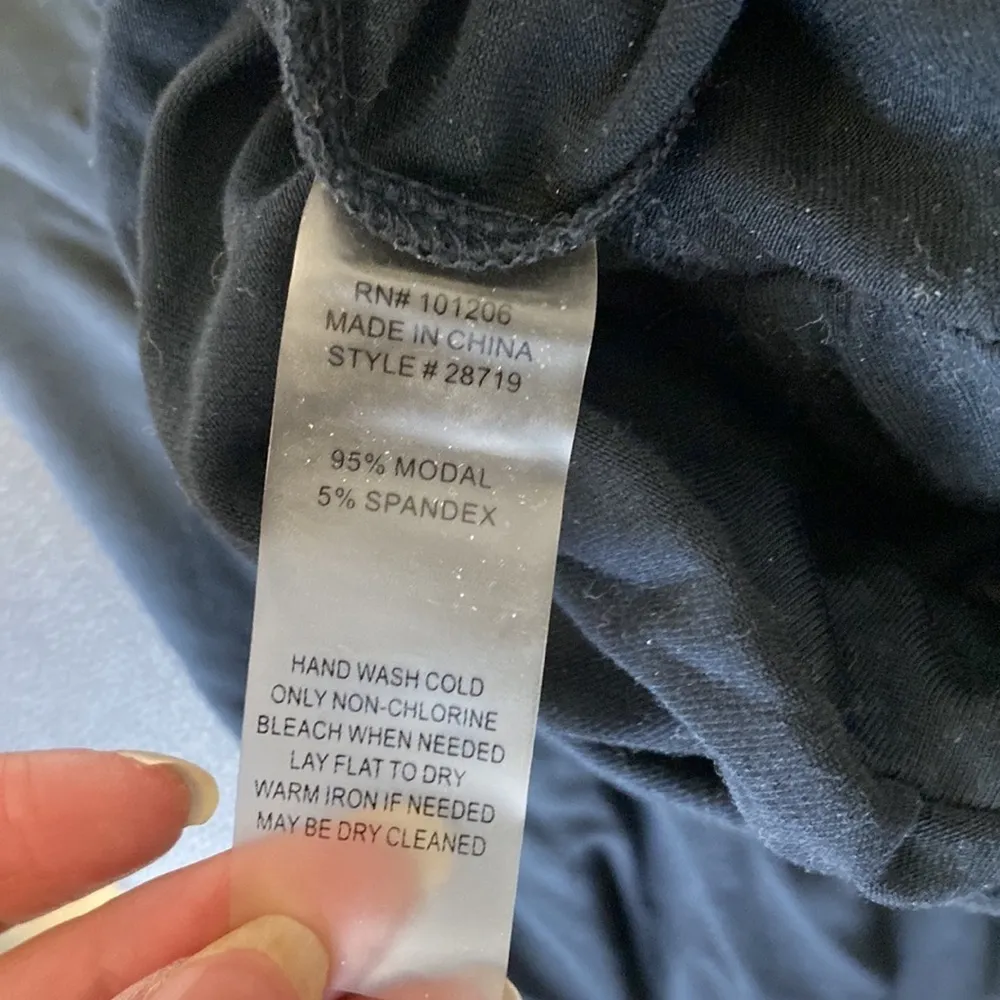 RN# 101206
MADE IN CHINA
STYLE # 28719
95% MODAL
5% SPANDEX
HAND WASH COLD
ONLY NON-CHLORINE
BLEACH WHEN NEEDED
LAY FLAT TO DRY
WARM IRON IF NEEDED
MAY BE DRY CLEANED